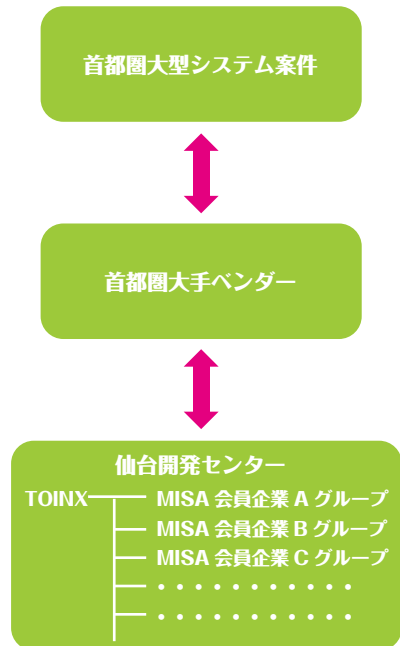 首都圏大型システム案件
首都圏大手ベンダー
仙台開発センター
TOINX MISA 会員企業 A グループ
MISA 会員企業 B グループ
MISA 会員企業 C グループ
・・・・・・・・・・・
・・・・・・・・・・・